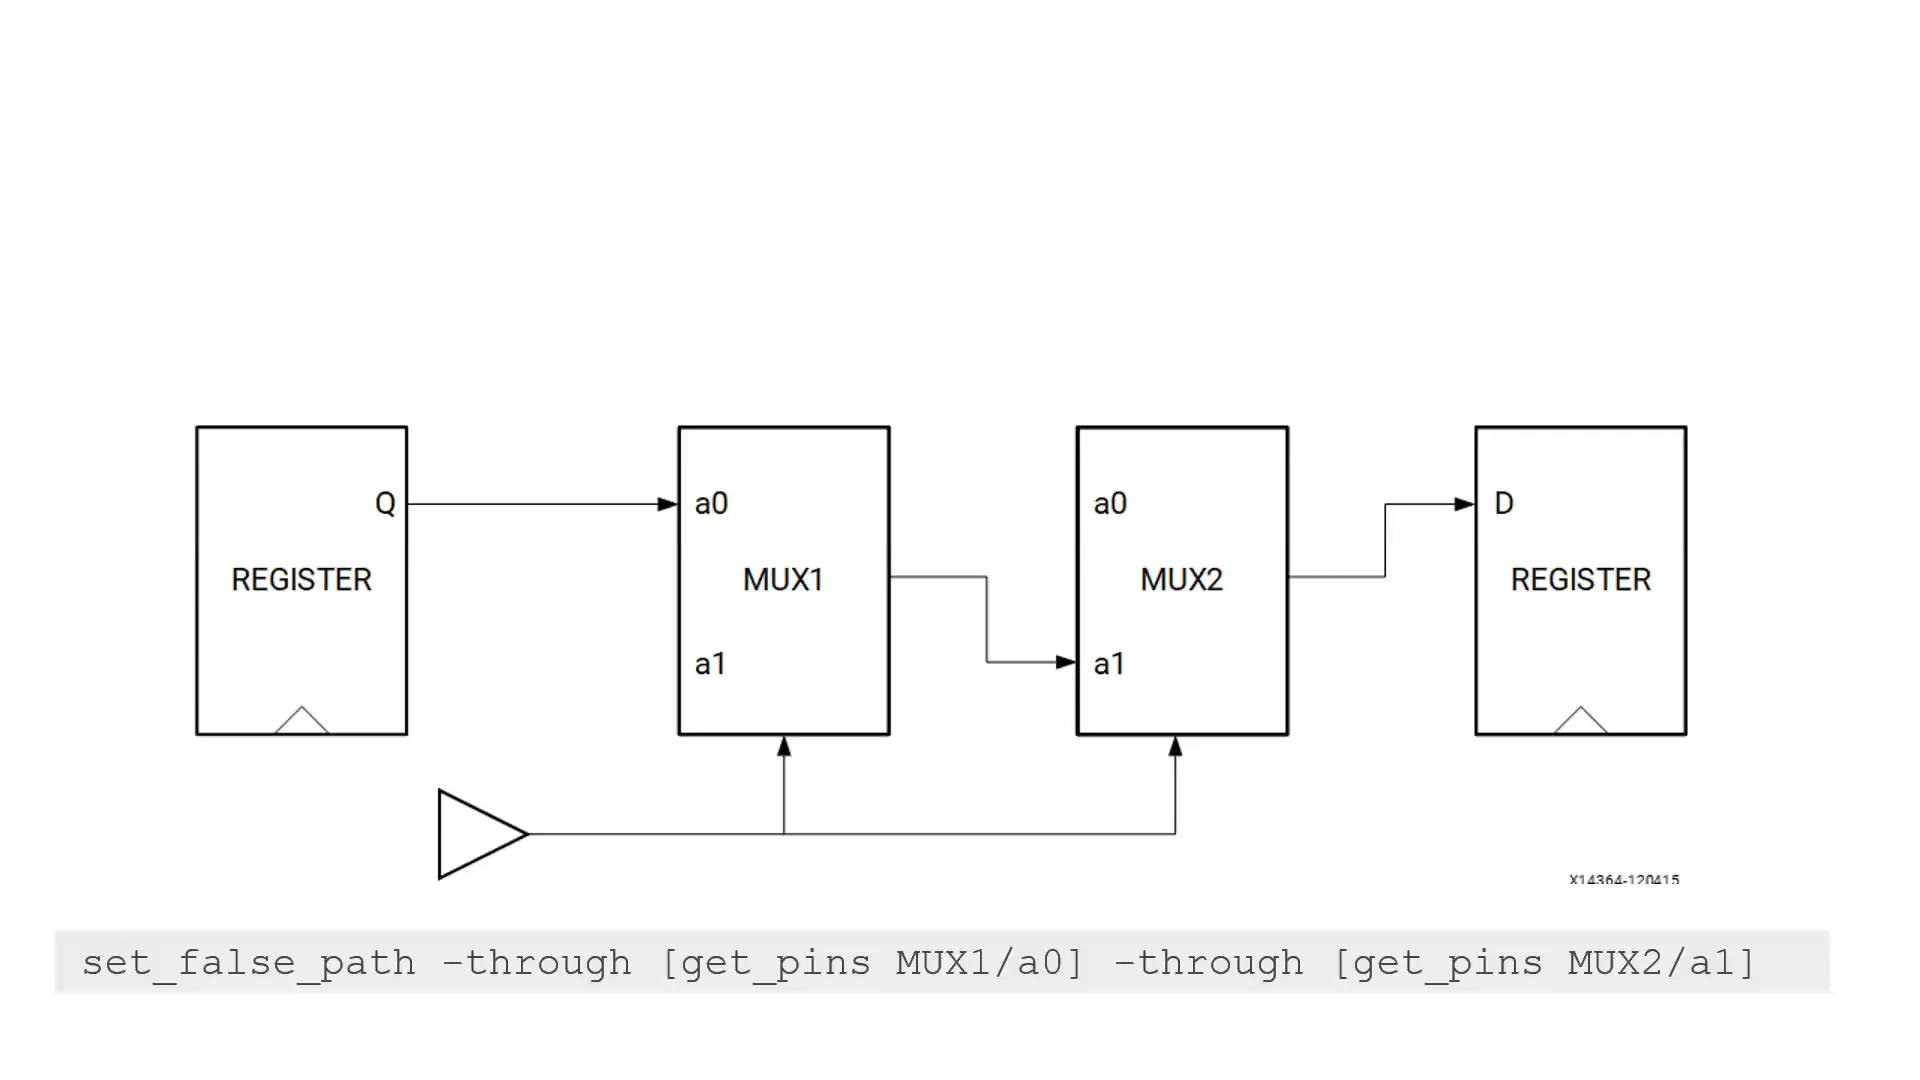 Q
a0
a0
D
REGISTER
MUX1
MUX2
REGISTER
a1
a1
X14364-120415
set_false_path -through [get_pins MUX1/a0] -through [get_pins MUX2/a1]